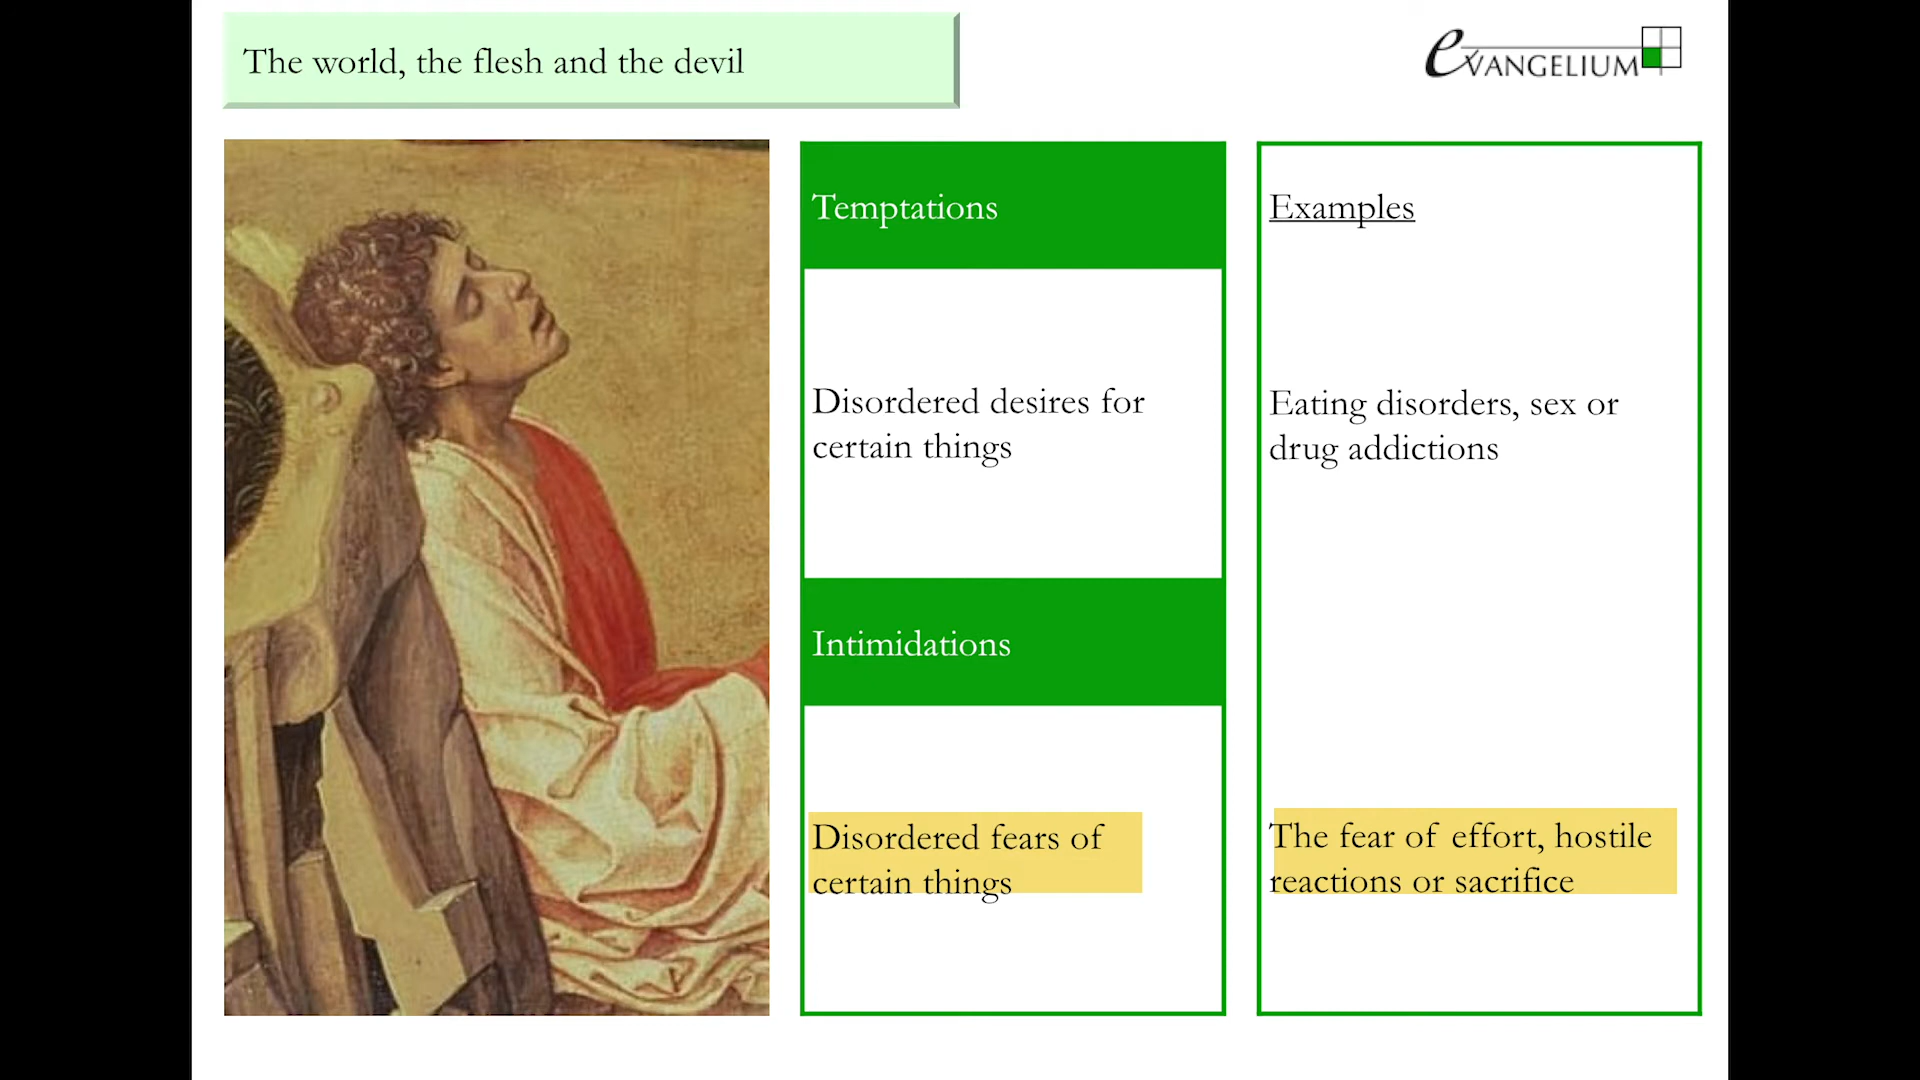 The world, the flesh and the devil
eVANGELIUM
Temptations
Disordered desires for
certain things
Intimidations
Disordered fears of
certain things
Examples
Eating disorders, sex or
drug addictions
The fear of effort, hostile
reactions or sacrifice